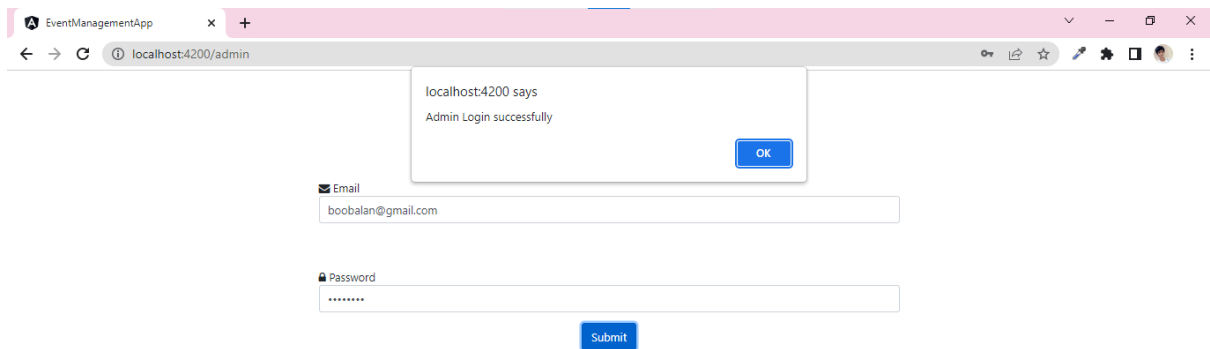 EventManagementApp
localhost:4200/admin
localhost:4200 says
Admin Login successfully
OK
Email
boobalan@gmail.com
Password
••••••••
Submit